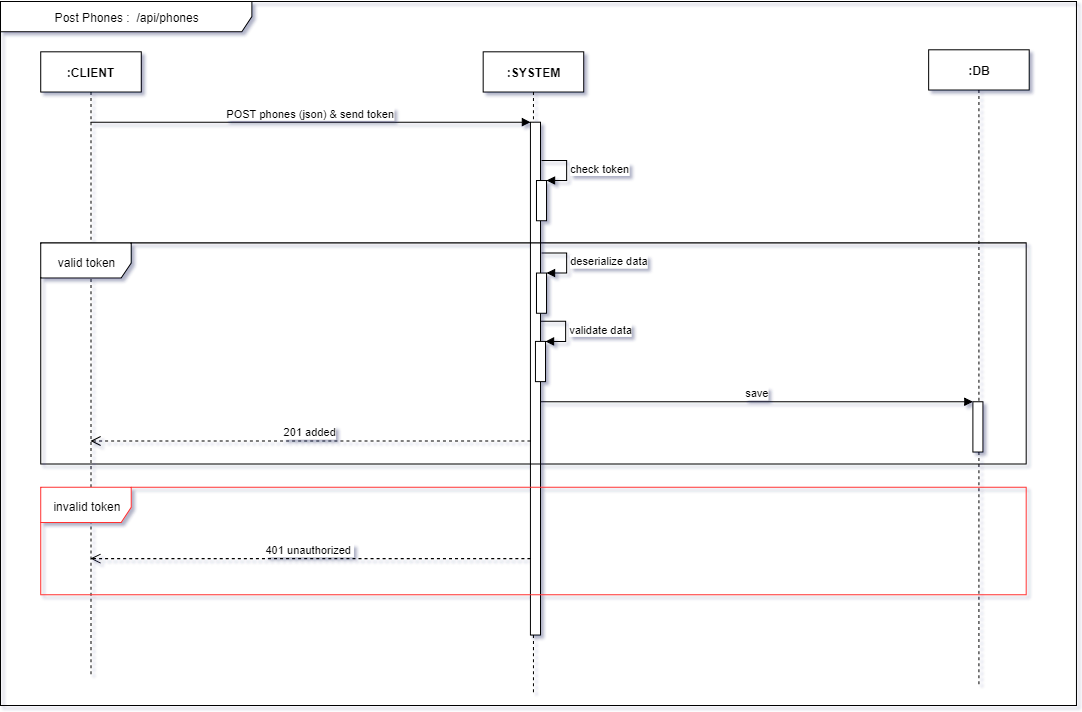 Post Phones : /api/phones
:CLIENT
:SYSTEM
:DB
POST phones (json) & send token
check token
valid token
deserialize data
validate data
save
201 added
invalid token
401 unauthorized